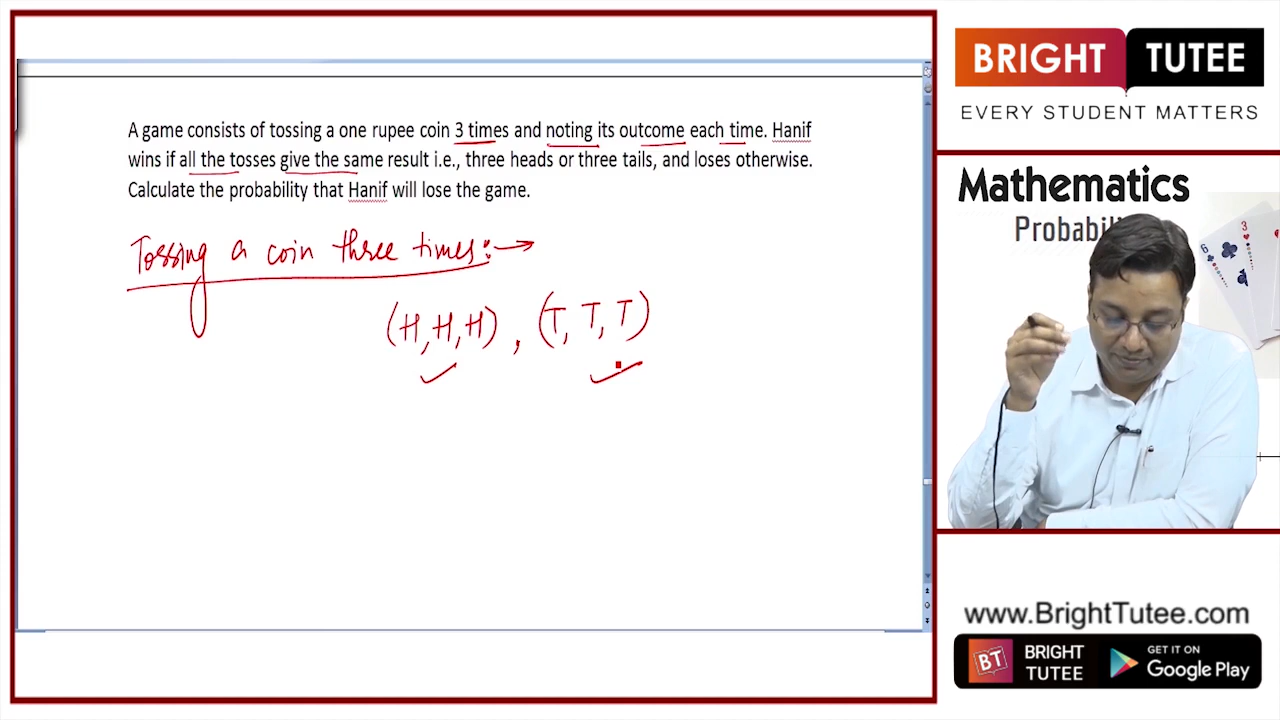 A game consists of tossing a one rupee coin 3 times and noting its outcome each time. Hanif
wins if all the tosses give the same result i.e., three heads or three tails, and loses otherwise.
Calculate the probability that Hanif will lose the game.
Tossing a coin three times:→
(H,H,H), (T, T, T)
BRIGHT TUTEE
EVERY STUDENT MATTERS
Mathematics
6
3
www.BrightTutee.com
BT
BRIGHT
TUTEE
GET IT ON
Google Play